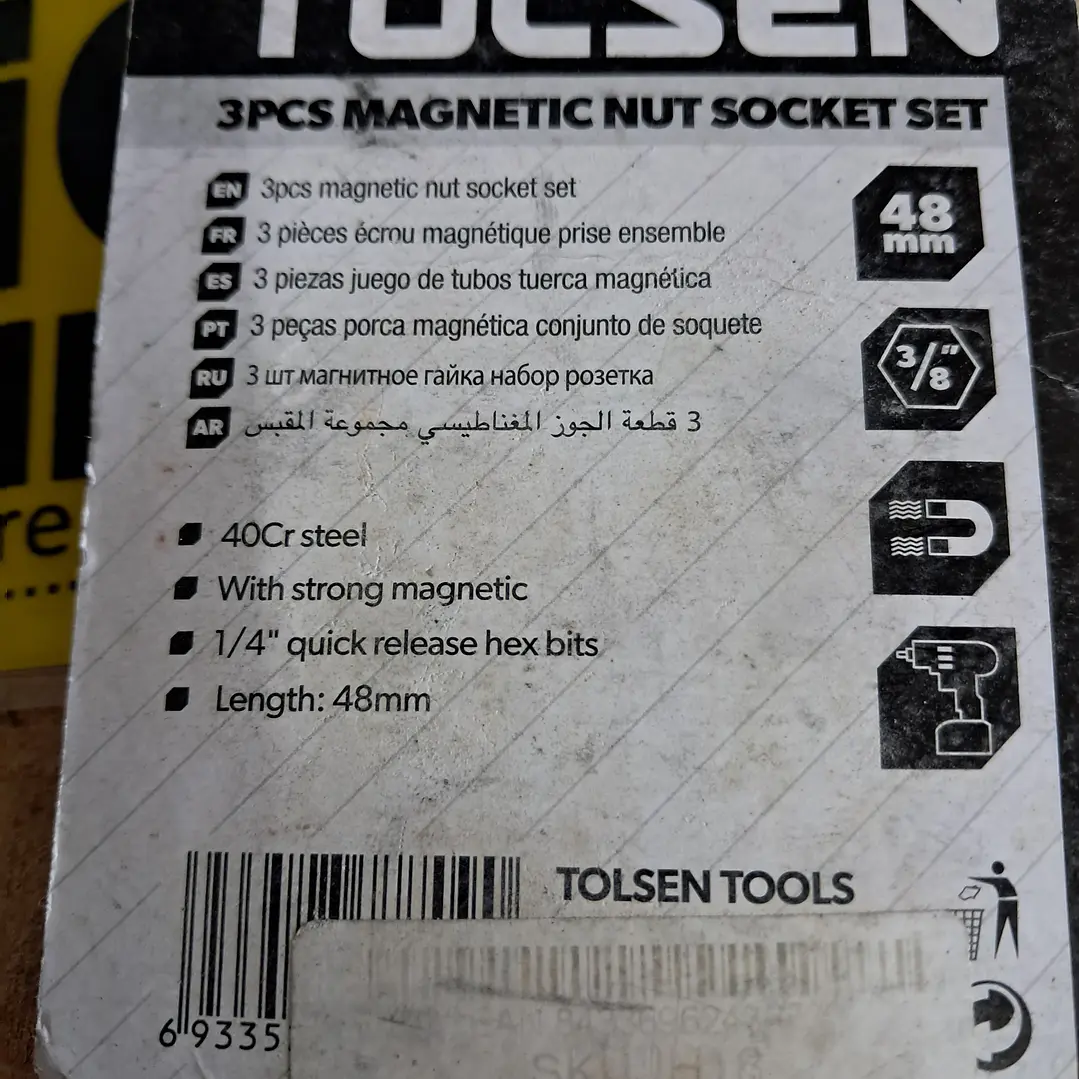 TOLSEN
3PCS MAGNETIC NUT SOCKET SET
EN 3pcs magnetic nut socket set
FR 3 pièces écrou magnétique prise ensemble
ES 3 piezas juego de tubos tuerca magnética
PT 3 peças porca magnética conjunto de soquete
RU 3 шт магнитное гайка набор розетка
AR 3 قطعة الجوز المغناطيسي مجموعة المقبس
48
mm
3/8"
40Cr steel
With strong magnetic
1/4" quick release hex bits
Length: 48mm
TOLSEN TOOLS
6 9335
re